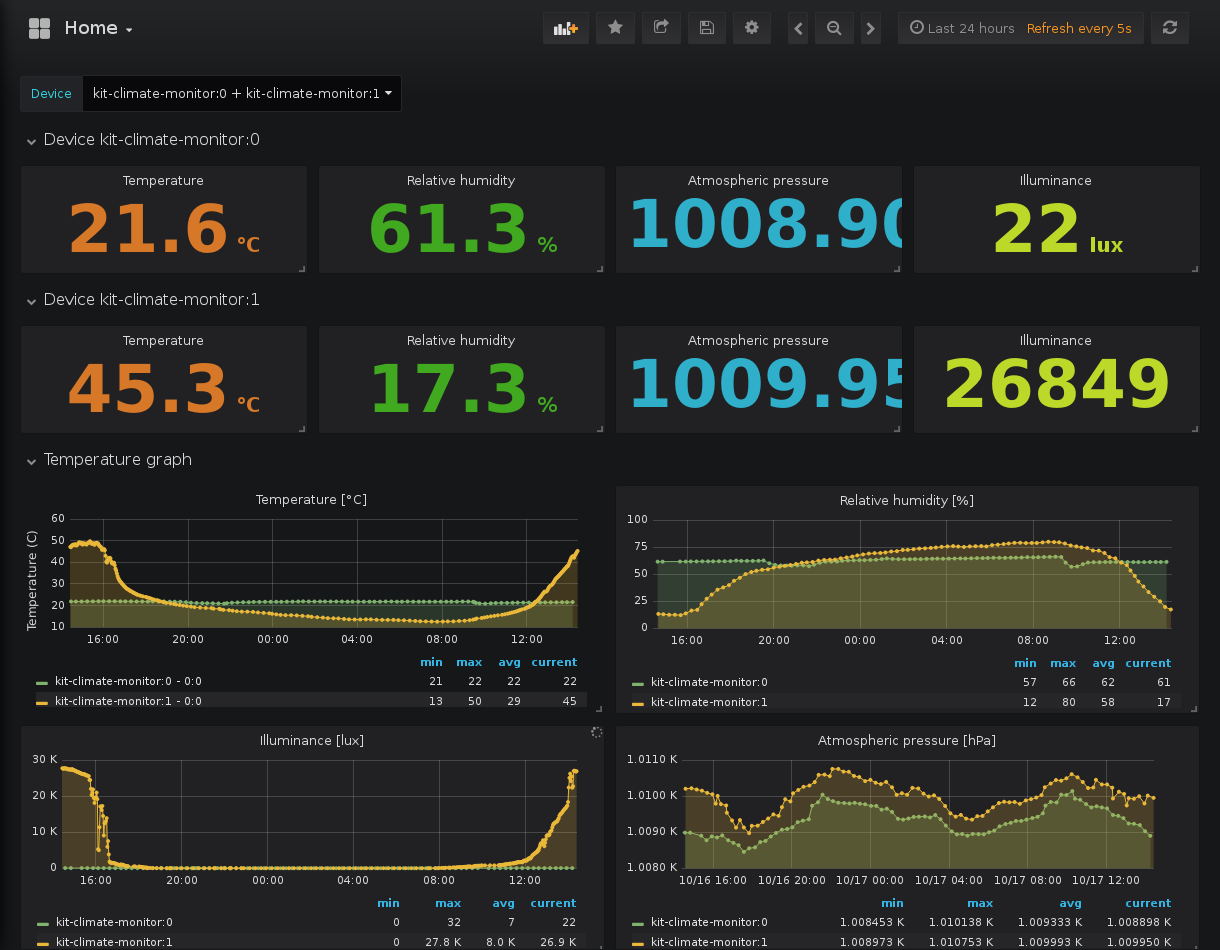 Home
Last 24 hours Refresh every 5s
Device kit-climate-monitor:0 + kit-climate-monitor:1
Device kit-climate-monitor:0
Temperature
21.6 °C
Relative humidity
61.3 %
Atmospheric pressure
1008.90
Illuminance
22 lux
Device kit-climate-monitor:1
Temperature
45.3 °C
Relative humidity
17.3 %
Atmospheric pressure
1009.95
Illuminance
26849
Temperature graph
Temperature [°C]
Temperature (C)
60
50
40
30
20
10
16:00 20:00 00:00 04:00 08:00 12:00
min max avg current
kit-climate-monitor:0 - 0:0 21 22 22 22
kit-climate-monitor:1 - 0:0 13 50 29 45
Relative humidity [%]
100
75
50
25
0
16:00 20:00 00:00 04:00 08:00 12:00
min max avg current
kit-climate-monitor:0 57 66 62 61
kit-climate-monitor:1 12 80 58 17
Illuminance [lux]
30 K
20 K
10 K
0
16:00 20:00 00:00 04:00 08:00 12:00
min max avg current
kit-climate-monitor:0 0 32 7 22
kit-climate-monitor:1 0 27.8 K 8.0 K 26.9 K
Atmospheric pressure [hPa]
1.0110 K
1.0100 K
1.0090 K
1.0080 K
10/16 16:00 10/16 20:00 10/17 00:00 10/17 04:00 10/17 08:00 10/17 12:00
min max avg current
kit-climate-monitor:0 1.008453 K 1.010138 K 1.009333 K 1.008898 K
kit-climate-monitor:1 1.008973 K 1.010753 K 1.009993 K 1.009950 K